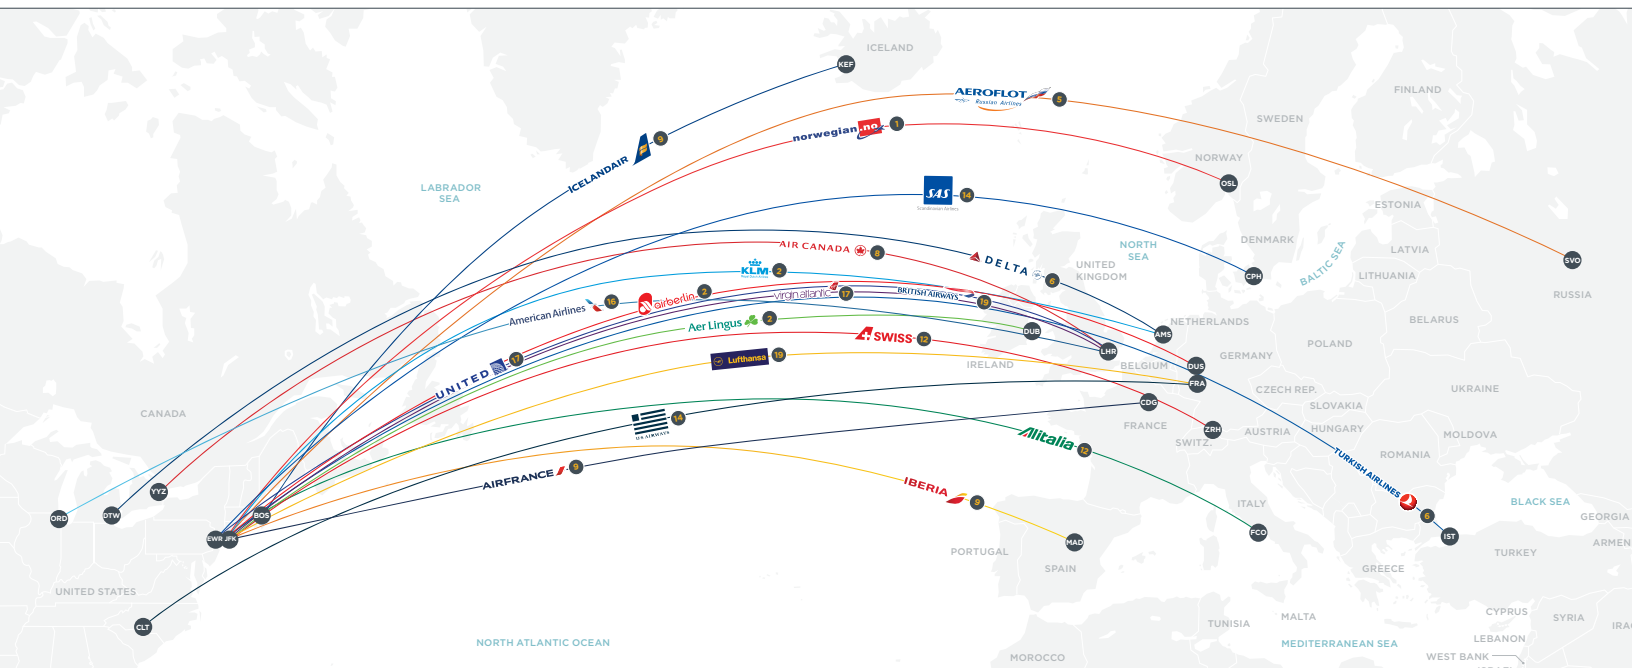 ICELAND
KEF
FINLAND
AEROFLOT
Russian Airlines
5
SWEDEN
norwegian.no
1
9
ICELANDAIR
NORWAY
OSL
LABRADOR
SEA
SAS
Scandinavian Airlines
14
ESTONIA
AIR CANADA
8
NORTH
SEA
DENMARK
LATVIA
BALTIC SEA
SVO
DELTA
6
UNITED
KINGDOM
CPH
LITHUANIA
KLM
2
RUSSIA
American Airlines
16
airberlin
2
virgin atlantic
17
BRITISH AIRWAYS
19
Aer Lingus
2
DUB
AMS
NETHERLANDS
BELARUS
SWISS
12
LHR
POLAND
UNITED
17
Lufthansa
19
IRELAND
BELGIUM
DUS
GERMANY
FRA
CZECH REP.
UKRAINE
CANADA
US AIRWAYS
14
CDG
SLOVAKIA
FRANCE
ZRH
SWITZ.
AUSTRIA
HUNGARY
MOLDOVA
Alitalia
12
ROMANIA
TURKISH AIRLINES
AIRFRANCE
9
IBERIA
9
YYZ
ORD
DTW
BOS
EWR
JFK
ITALY
6
BLACK SEA
GEORGIA
FCO
IST
MAD
PORTUGAL
SPAIN
ARMEN
TURKEY
GREECE
UNITED STATES
CLT
NORTH ATLANTIC OCEAN
TUNISIA
MALTA
CYPRUS
SYRIA
IRA
MEDITERRANEAN SEA
LEBANON
MOROCCO
WEST BANK